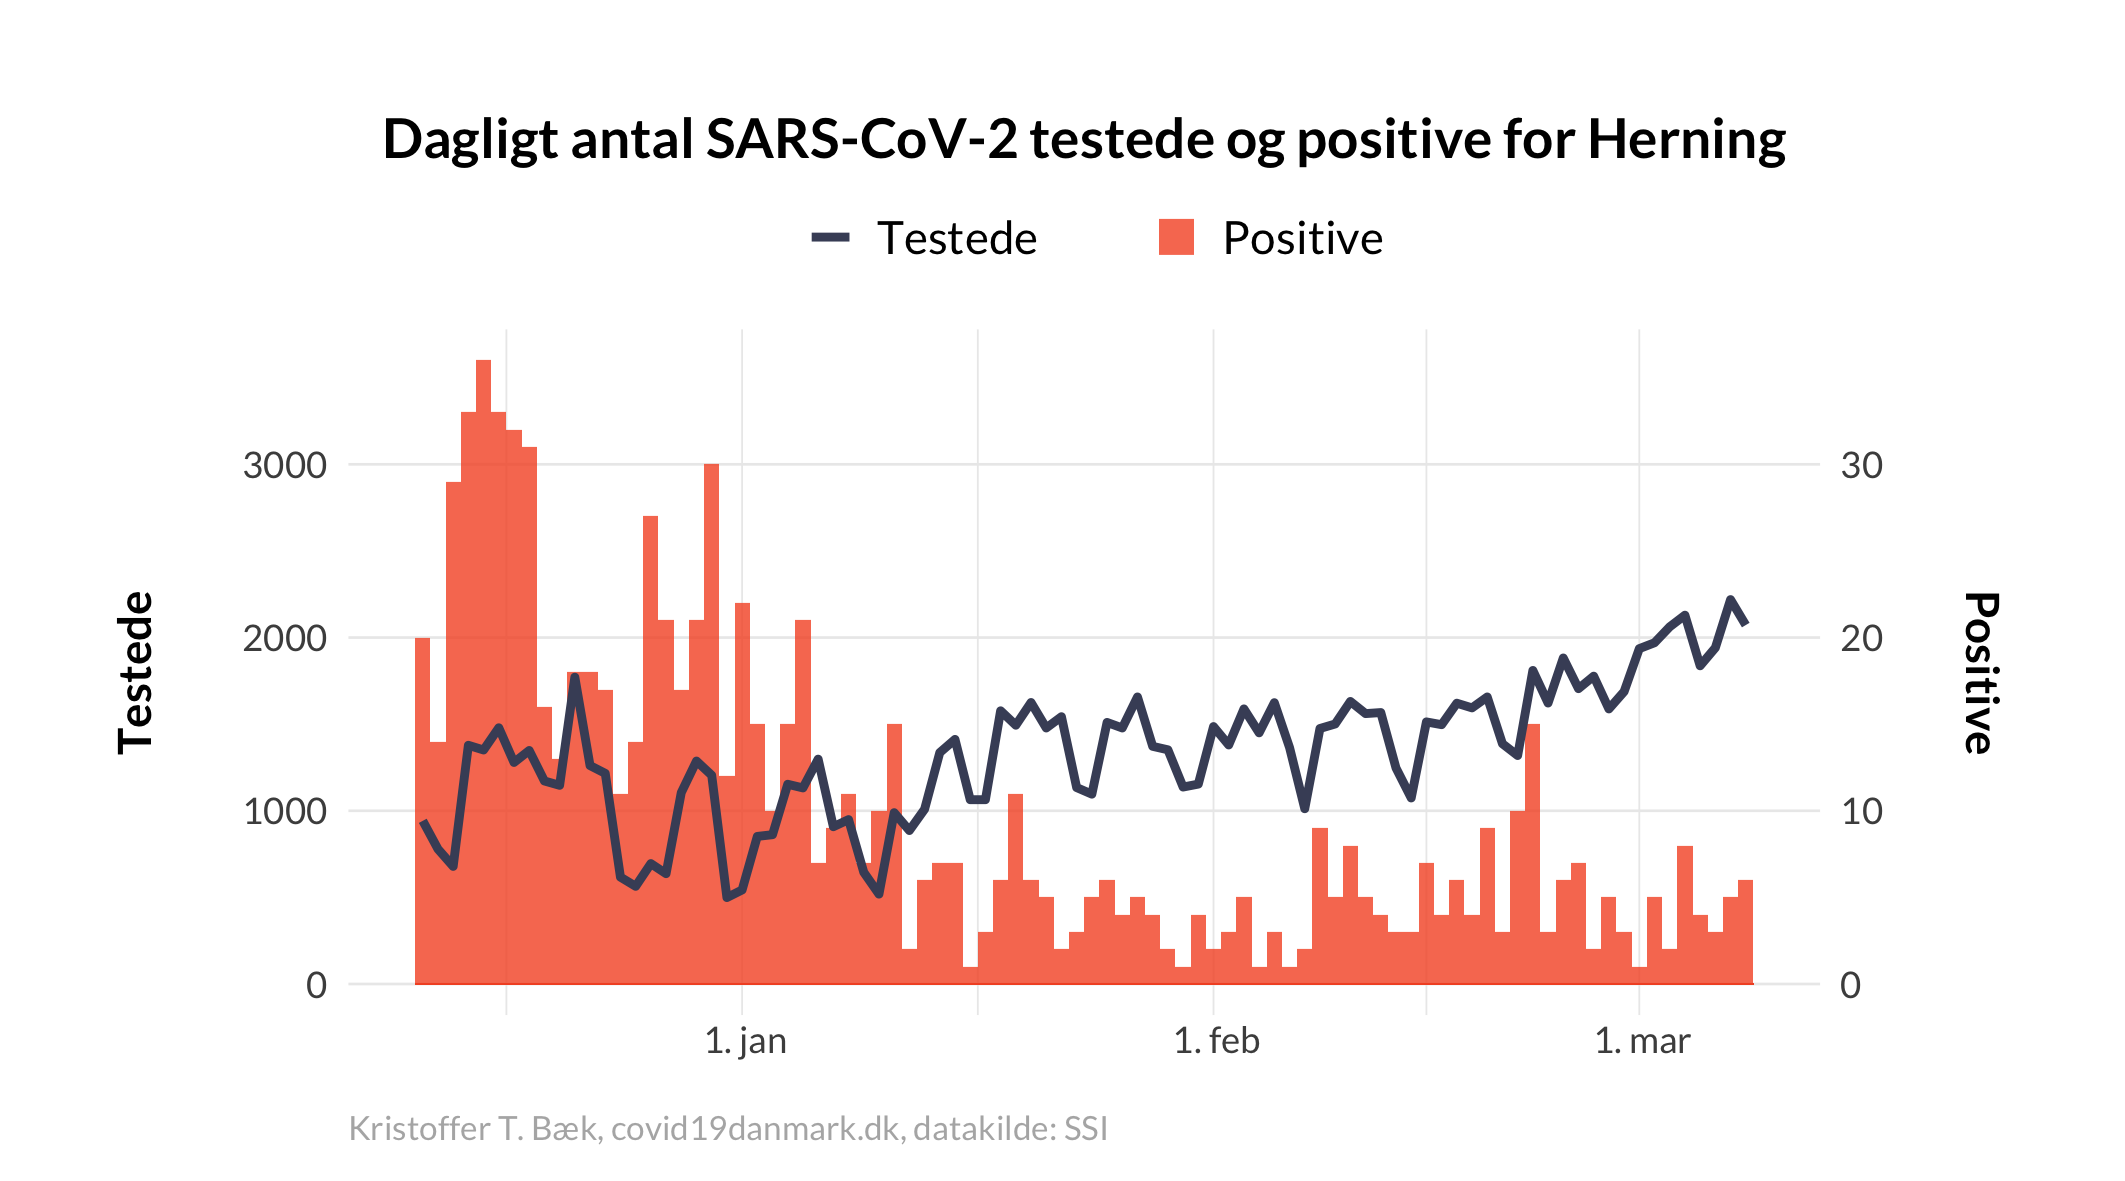 Dagligt antal SARS-CoV-2 testede og positive for Herning
Testede
Positive
3000
2000
1000
0
Testede
30
20
10
0
Positive
1. jan
1. feb
1. mar
Kristoffer T. Bæk, covid19danmark.dk, datakilde: SSI